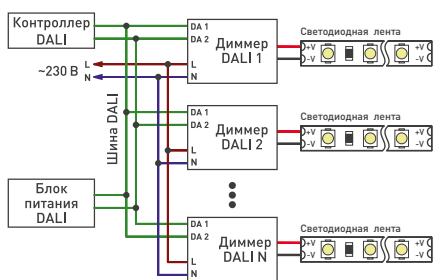 Контроллер
DALI
DA 1
DA 2
L
N
Диммер
DALI 1
Светодиодная лента
+V
-V
+V
-V
L
~230 В
N
Шина DALI
DA 1
DA 2
L
N
Диммер
DALI 2
Светодиодная лента
+V
-V
+V
-V
Блок
питания
DALI
DA 1
DA 2
L
N
Диммер
DALI N
Светодиодная лента
+V
-V
+V
-V